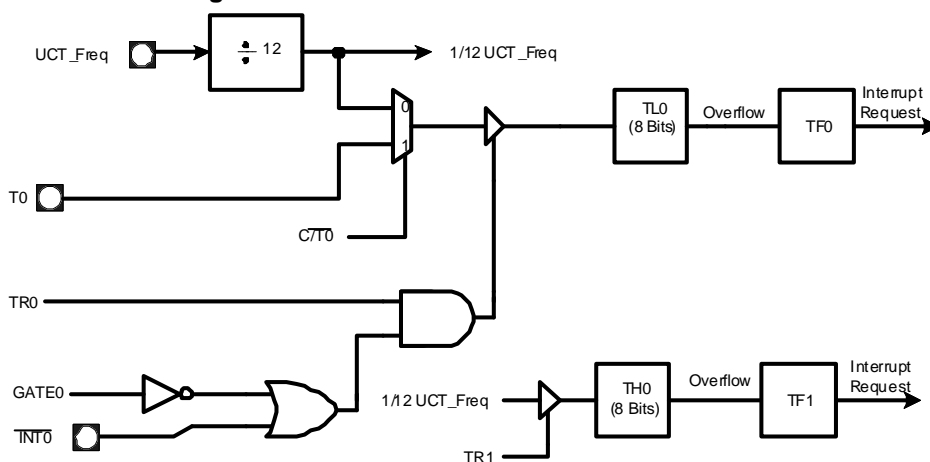 UCT_Freq
÷ 12
1/12 UCT_Freq
0
1
T0
C/T0
TR0
GATE0
INT0
TL0
(8 Bits)
Overflow
TF0
Interrupt
Request
1/12 UCT_Freq
TR1
TH0
(8 Bits)
Overflow
TF1
Interrupt
Request